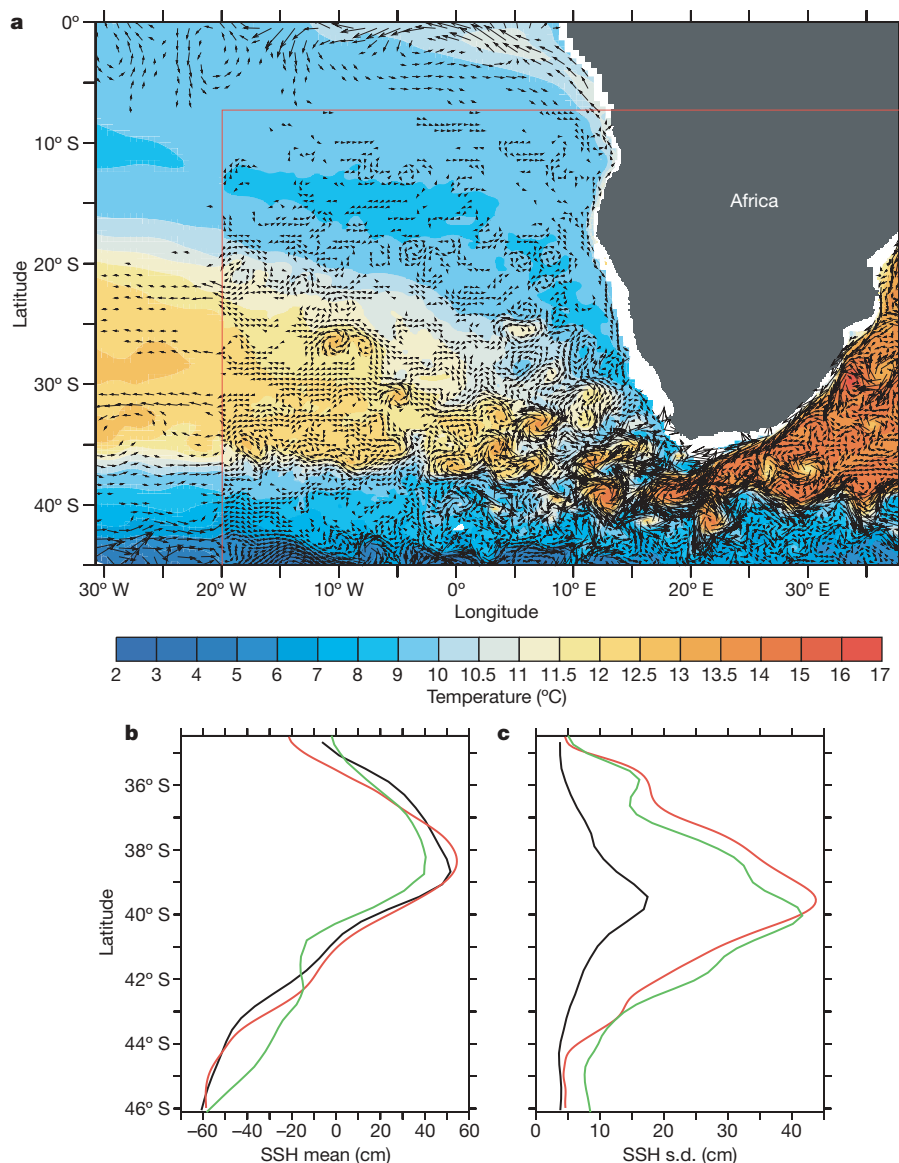 a
0°
10° S
20° S
30° S
40° S
Latitude
Africa
30° W 20° W 10° W 0° 10° E 20° E 30° E
Longitude
2 3 4 5 6 7 8 9 10 10.5 11 11.5 12 12.5 13 13.5 14 15 16 17
Temperature (°C)
b
36° S
38° S
40° S
42° S
44° S
46° S
Latitude
–60 –40 –20 0 20 40 60
SSH mean (cm)
c
0 10 20 30 40
SSH s.d. (cm)